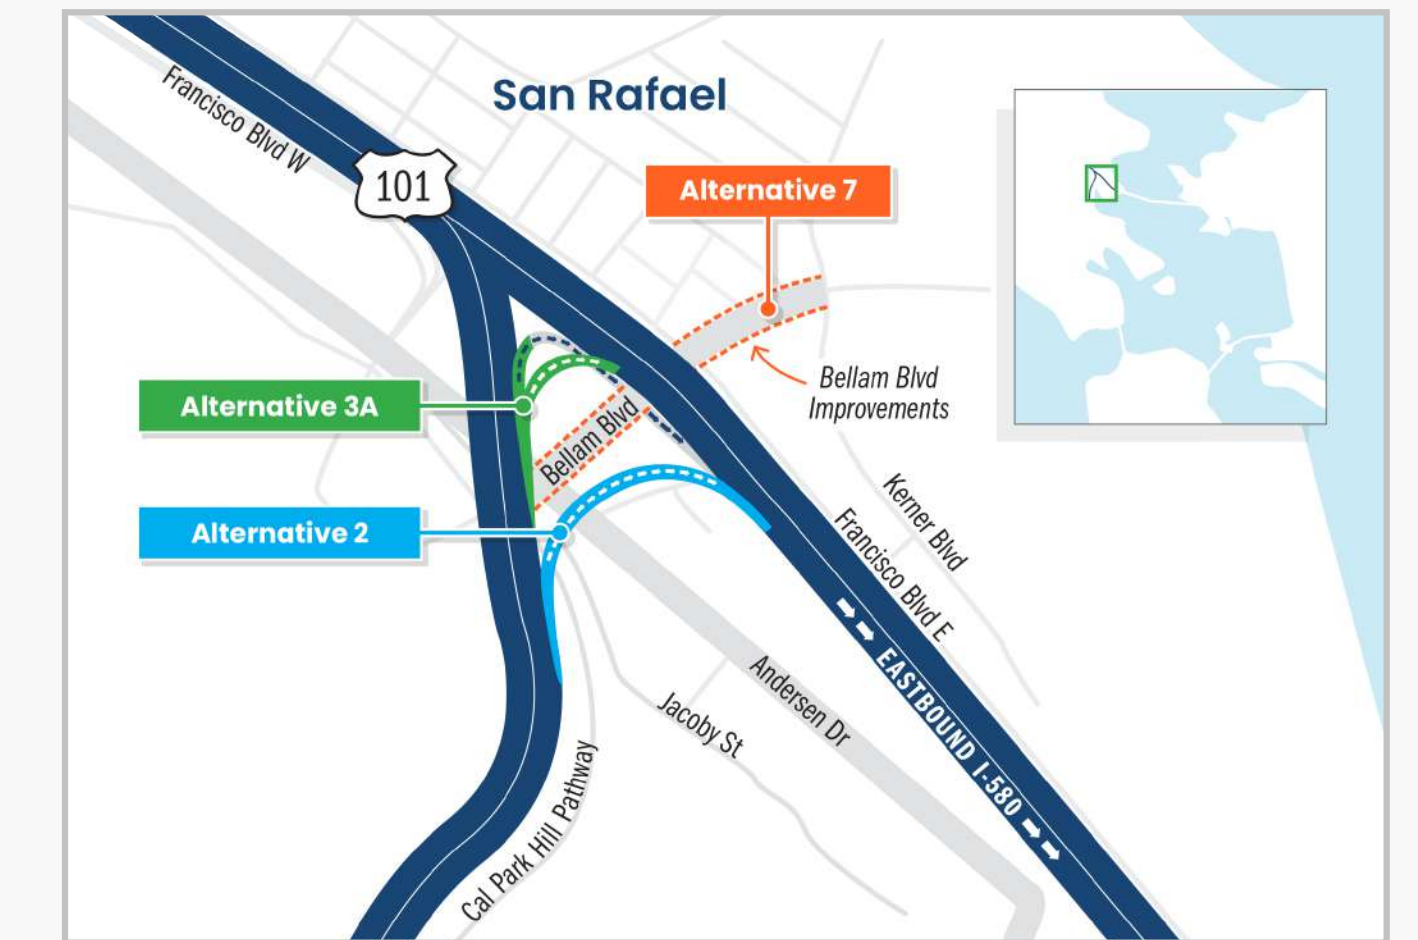 San Rafael
Francisco Blvd W
101
Alternative 7
Bellam Blvd
Improvements
Alternative 3A
Bellam Blvd
Alternative 2
Kerner Blvd
Francisco Blvd E
EASTBOUND I-580
Andersen Dr
Jacoby St
Cal Park Hill Pathway